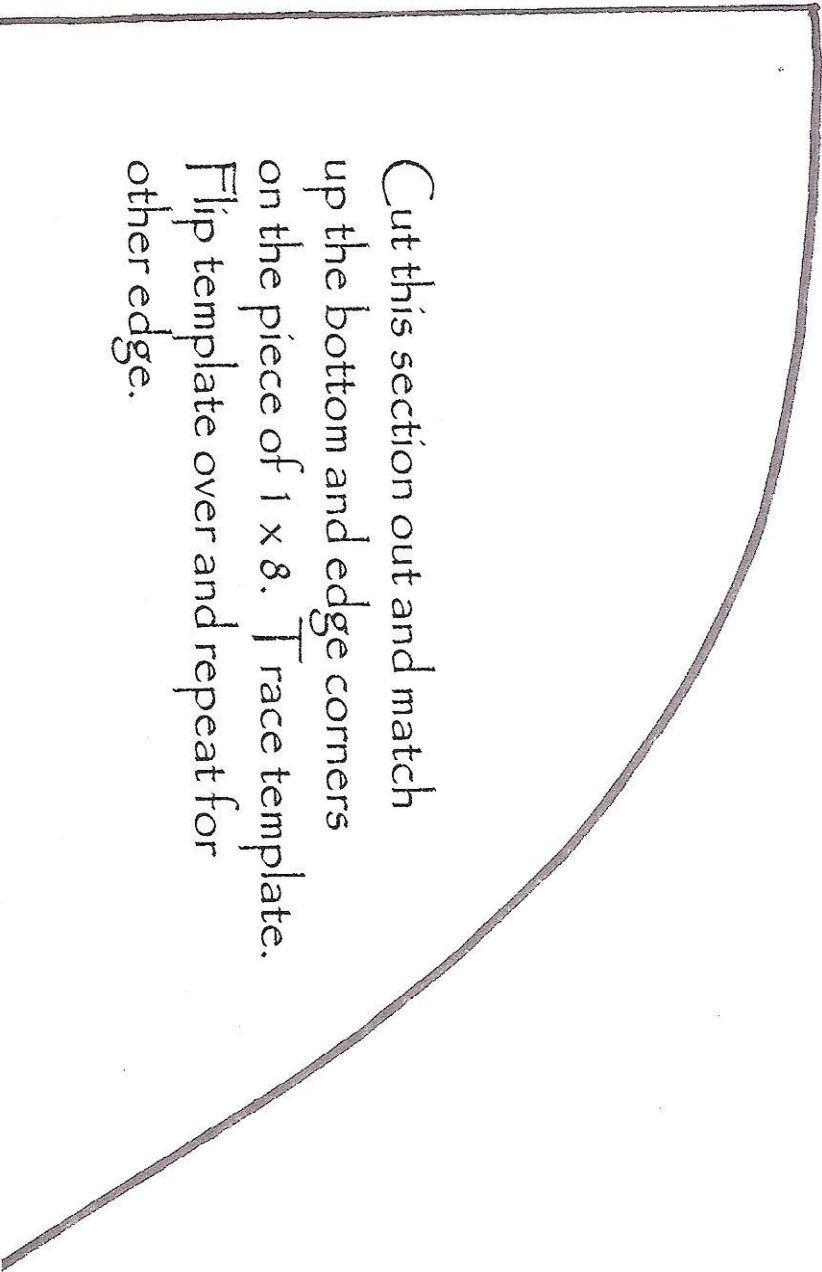 Cut this section out and match
up the bottom and edge corners
on the piece of 1 x 8. Trace template.
Flip template over and repeat for
other edge.